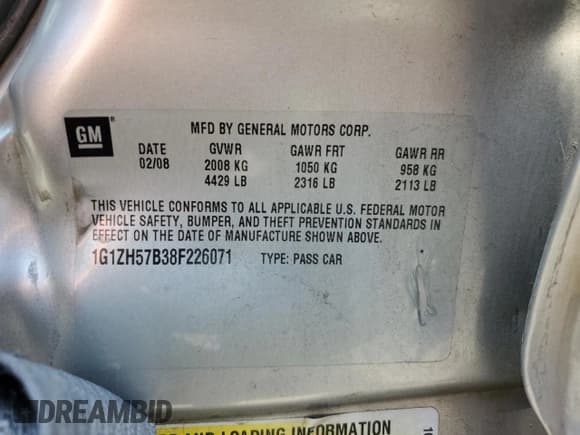 GM®
MFD BY GENERAL MOTORS CORP.
DATE GVWR GAWR FRT GAWR RR
02/08 2008 KG 1050 KG 958 KG
4429 LB 2316 LB 2113 LB
THIS VEHICLE CONFORMS TO ALL APPLICABLE U.S. FEDERAL MOTOR
VEHICLE SAFETY, BUMPER, AND THEFT PREVENTION STANDARDS IN
EFFECT ON THE DATE OF MANUFACTURE SHOWN ABOVE.
1G1ZH57B38F226071 TYPE: PASS CAR
AND LOADING INFORMATION
DREAMBID